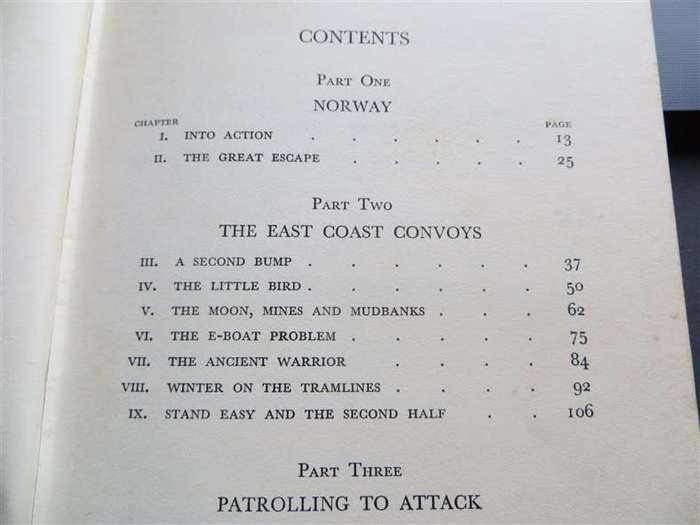 CONTENTS
PART ONE
NORWAY
CHAPTER PAGE
I. INTO ACTION . . . . . . 13
II. THE GREAT ESCAPE . . . . . 25
PART TWO
THE EAST COAST CONVOYS
III. A SECOND BUMP . . . . . . 37
IV. THE LITTLE BIRD . . . . . . 50
V. THE MOON, MINES AND MUDBANKS . . . 62
VI. THE E-BOAT PROBLEM . . . . . 75
VII. THE ANCIENT WARRIOR . . . . 84
VIII. WINTER ON THE TRAMLINES . . . . 92
IX. STAND EASY AND THE SECOND HALF . . 106
PART THREE
PATROLLING TO ATTACK